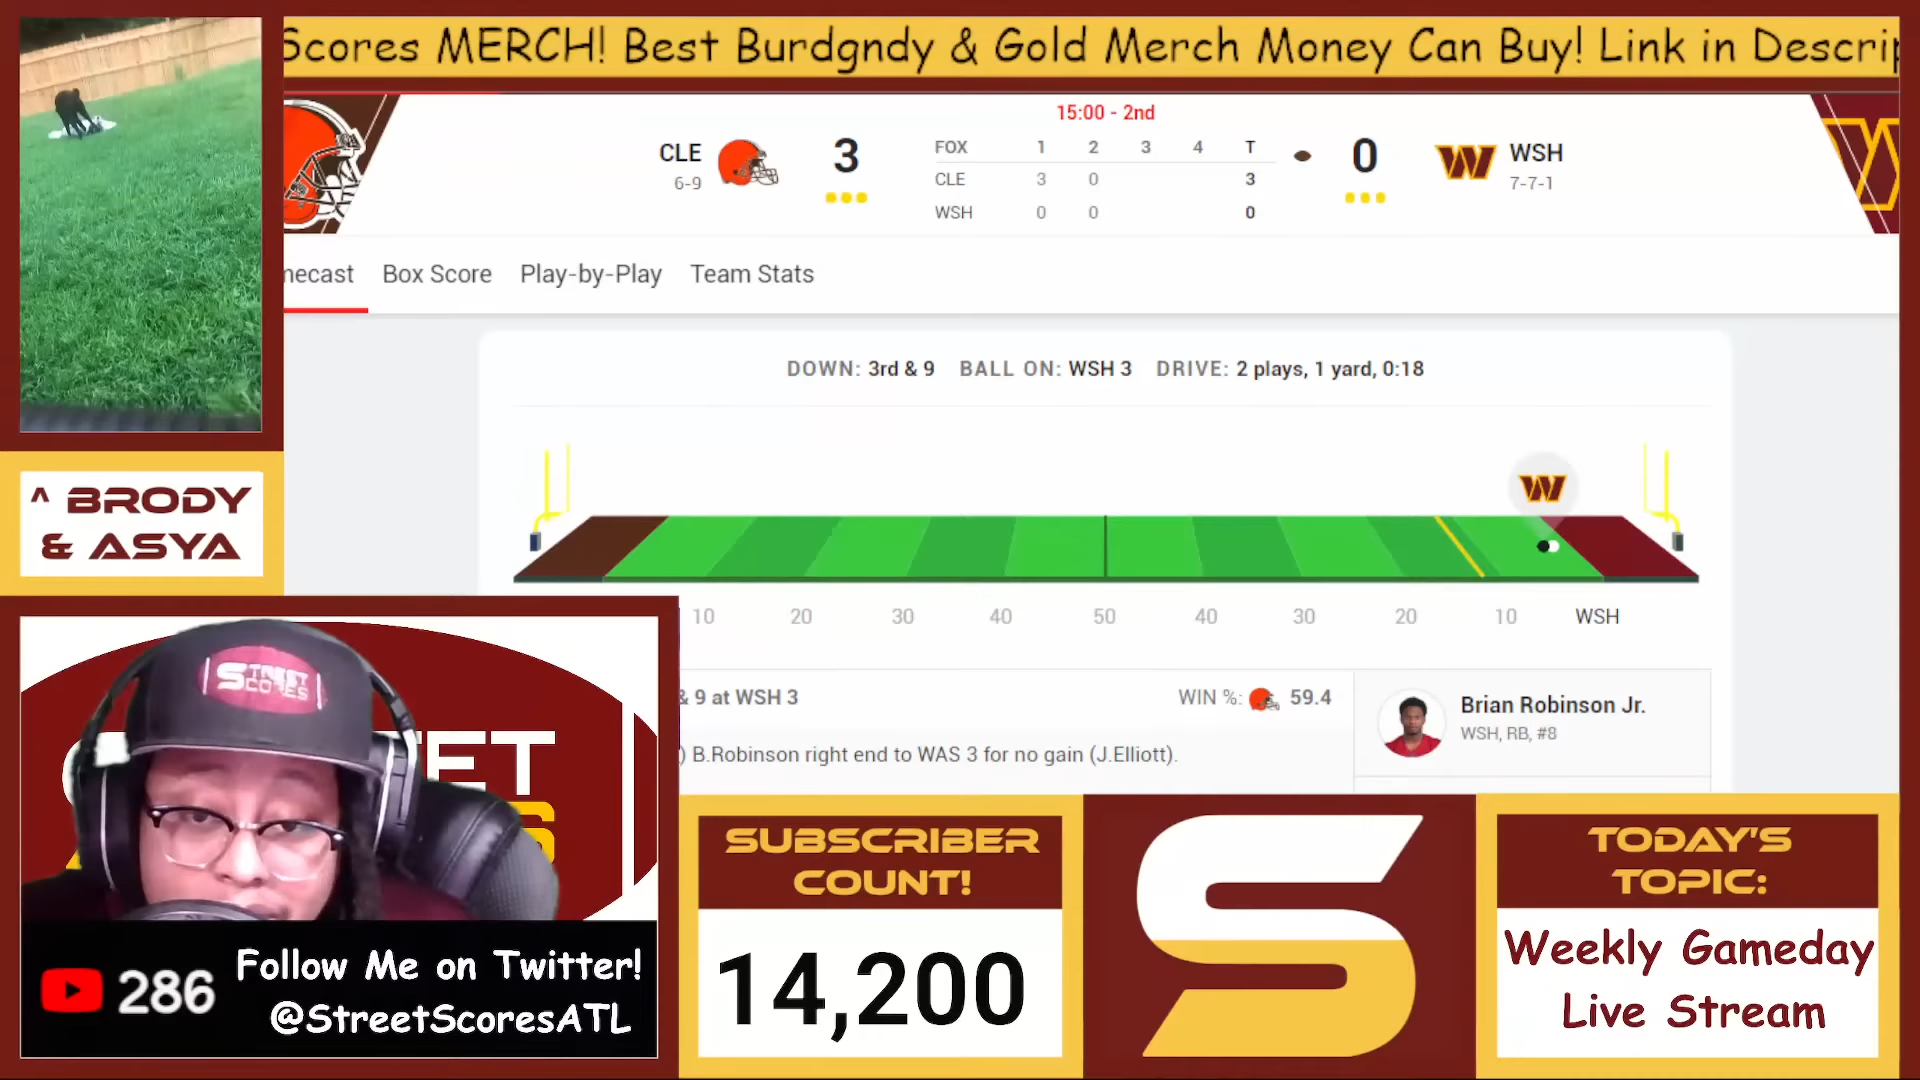 Scores MERCH! Best Burdgndy & Gold Merch Money Can Buy! Link in Descrip
15:00 - 2nd
CLE
6-9
3
FOX 1 2 3 4 T
CLE 3 0 3
WSH 0 0 0
0
WSH
7-7-1
necast Box Score Play-by-Play Team Stats
DOWN: 3rd & 9 BALL ON: WSH 3 DRIVE: 2 plays, 1 yard, 0:18
^ BRODY
& ASYA
10 20 30 40 50 40 30 20 10 WSH
& 9 at WSH 3
WIN %: 59.4
) B.Robinson right end to WAS 3 for no gain (J.Elliott).
Brian Robinson Jr.
WSH, RB, #8
STREET
SCORES
EET
S
286
Follow Me on Twitter!
@StreetScoresATL
SUBSCRIBER
COUNT!
14,200
S
TODAY'S
TOPIC:
Weekly Gameday
Live Stream